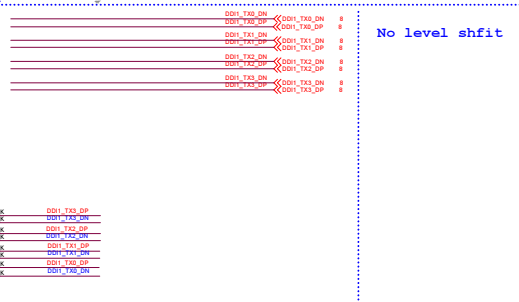 DDI1_TX0_DN DDI1_TX0_DN 8
DDI1_TX0_DP DDI1_TX0_DP 8
No level shfit
DDI1_TX1_DN DDI1_TX1_DN 8
DDI1_TX1_DP DDI1_TX1_DP 8
DDI1_TX2_DN DDI1_TX2_DN 8
DDI1_TX2_DP DDI1_TX2_DP 8
DDI1_TX3_DN DDI1_TX3_DN 8
DDI1_TX3_DP DDI1_TX3_DP 8
K DDI1_TX3_DP
K DDI1_TX3_DN
K DDI1_TX2_DP
K DDI1_TX2_DN
K DDI1_TX1_DP
K DDI1_TX1_DN
K DDI1_TX0_DP
K DDI1_TX0_DN